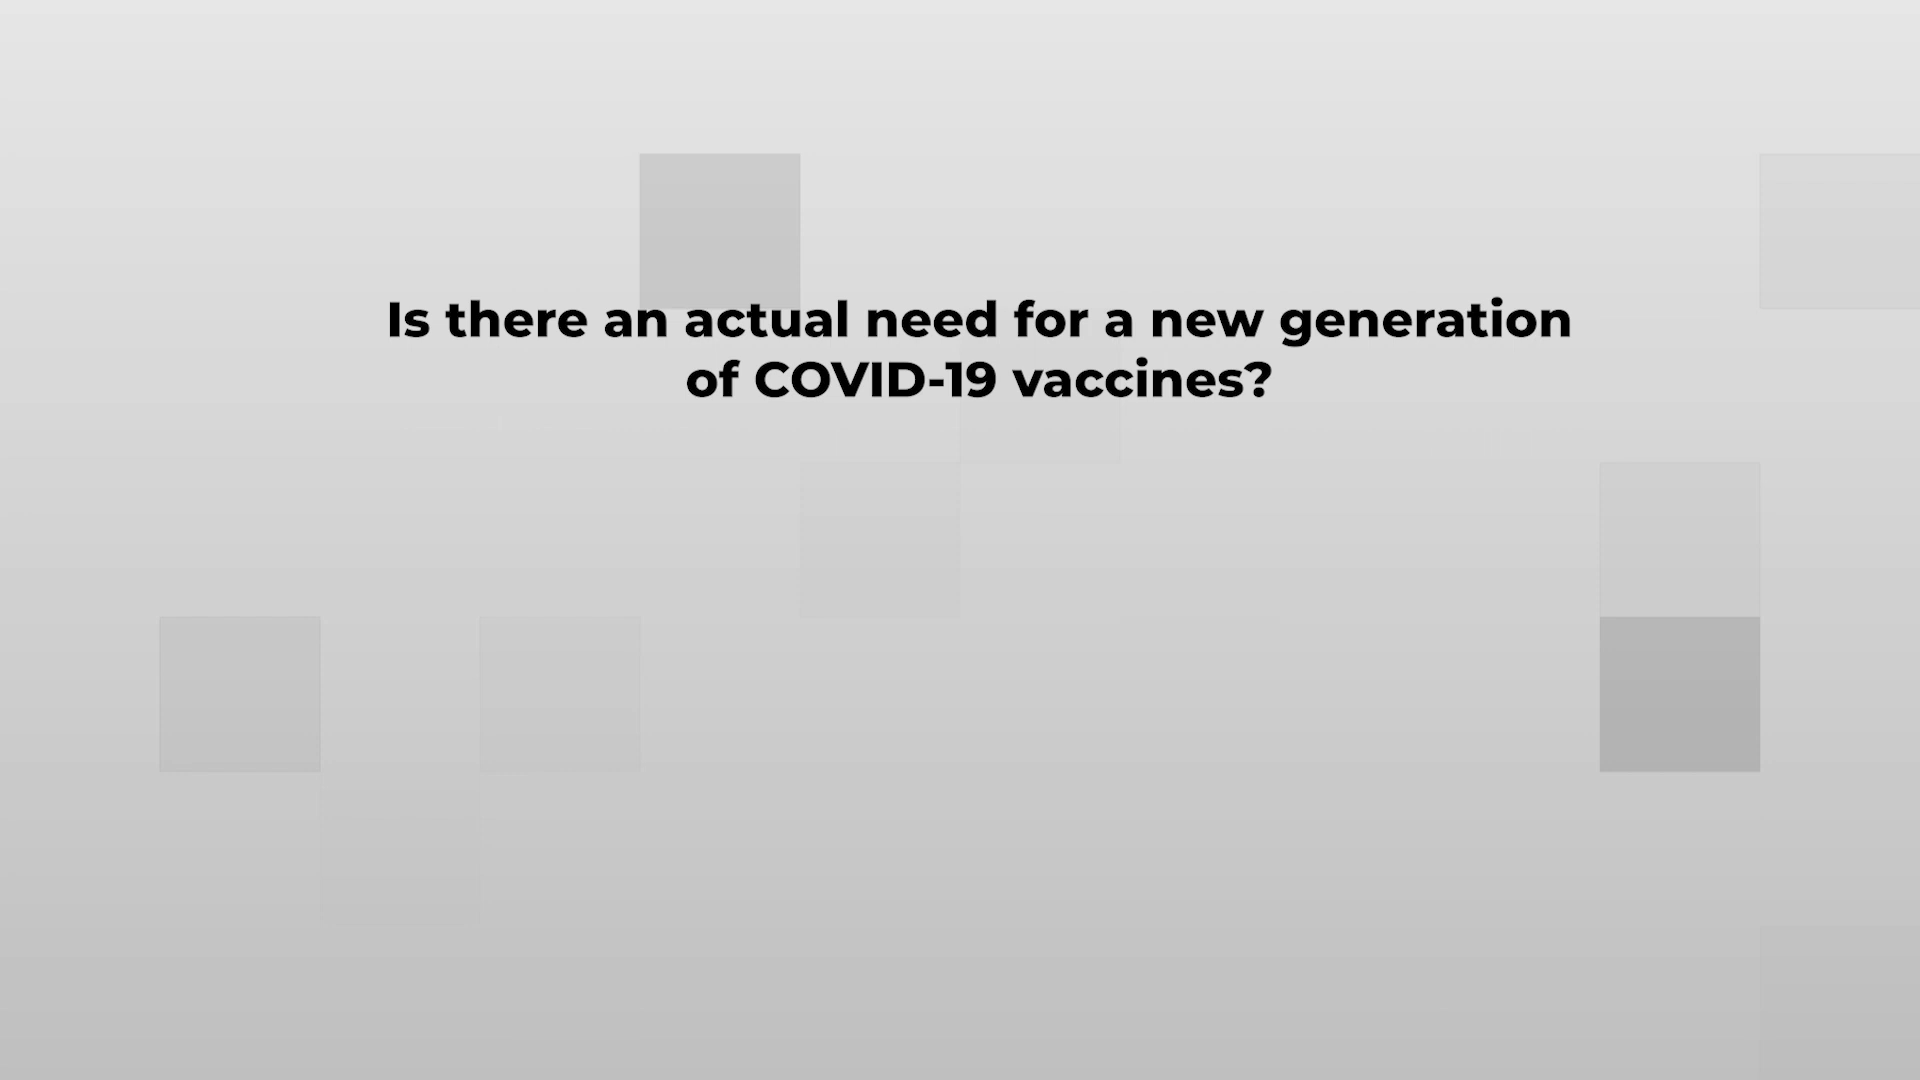 Is there an actual need for a new generation
of COVID-19 vaccines?